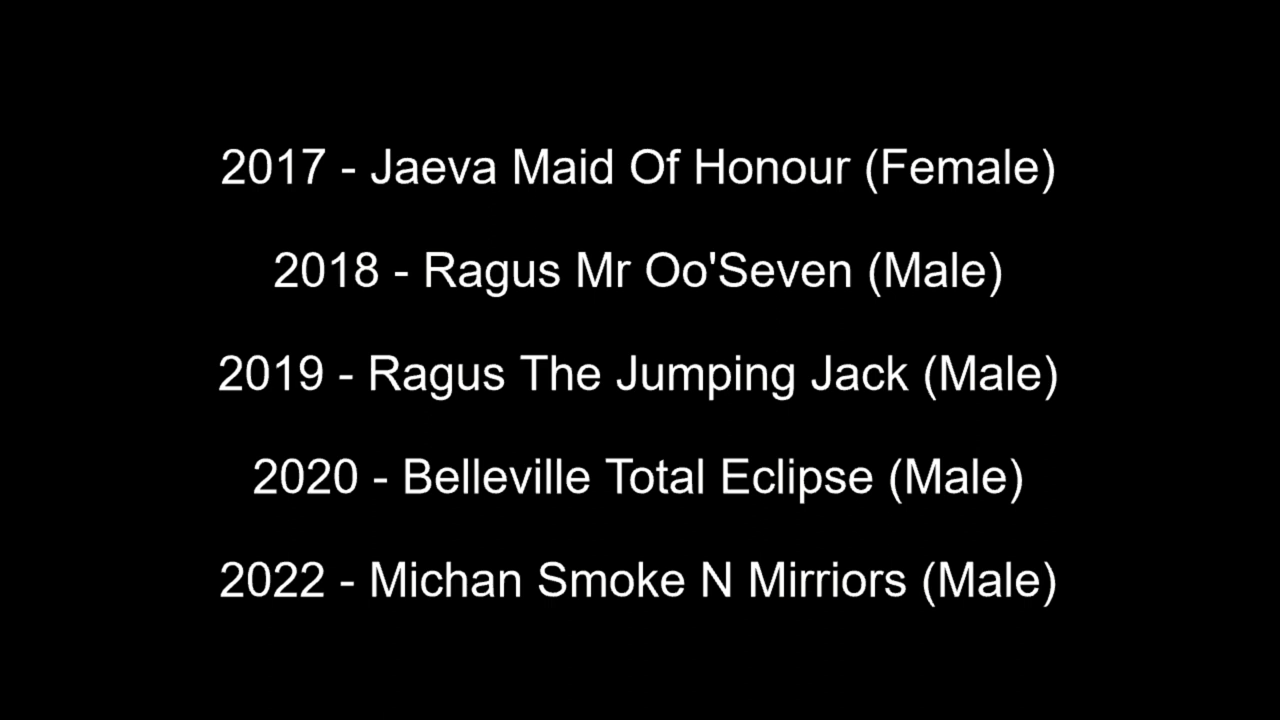 2017 - Jaeva Maid Of Honour (Female)
2018 - Ragus Mr Oo'Seven (Male)
2019 - Ragus The Jumping Jack (Male)
2020 - Belleville Total Eclipse (Male)
2022 - Michan Smoke N Mirriors (Male)